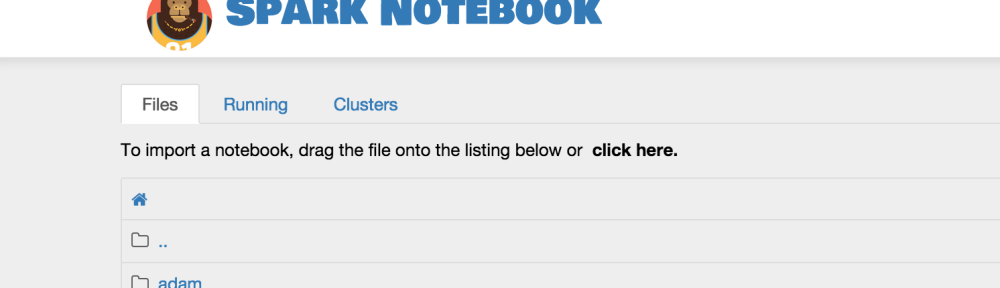 SPARK NOTEBOOK
Files Running Clusters
To import a notebook, drag the file onto the listing below or click here.
..
adam